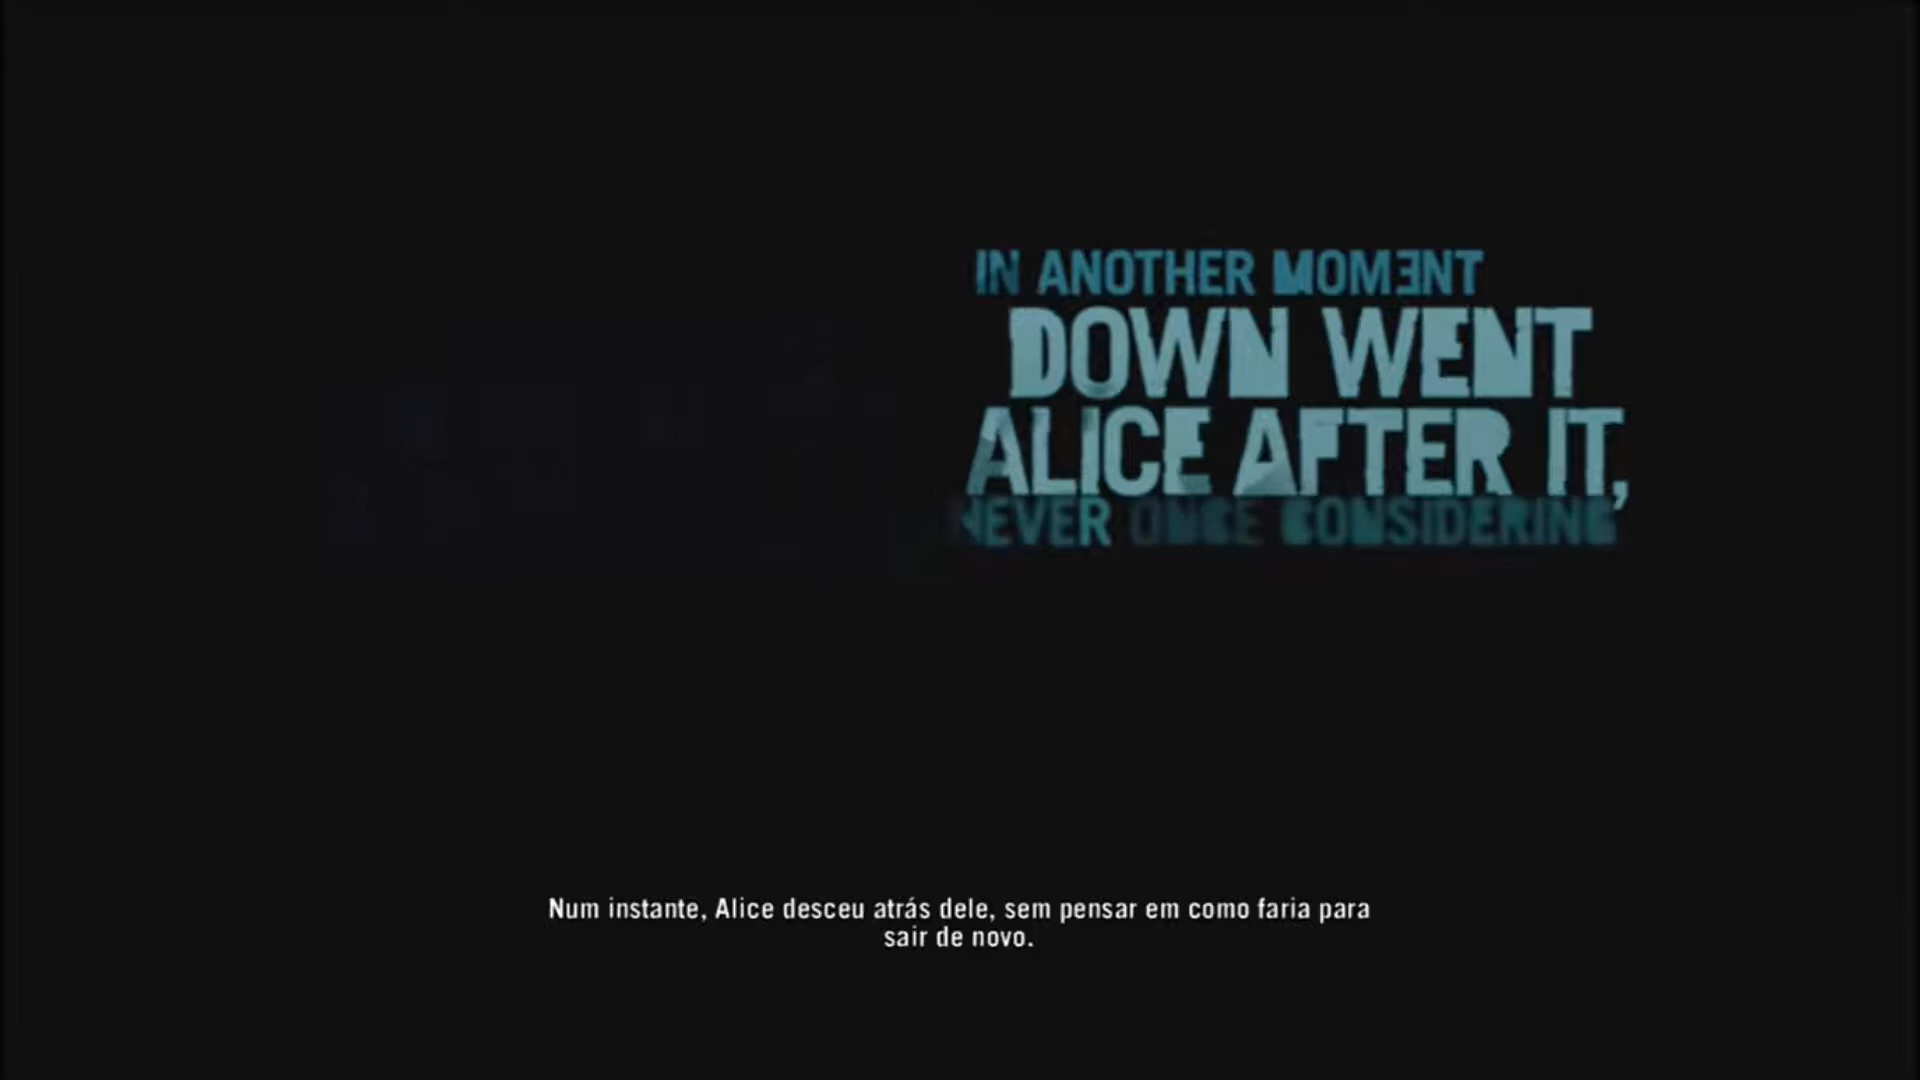 IN ANOTHER MOMENT
DOWN WENT
ALICE AFTER IT,
NEVER ONCE CONSIDERING
Num instante, Alice desceu atrás dele, sem pensar em como faria para
sair de novo.